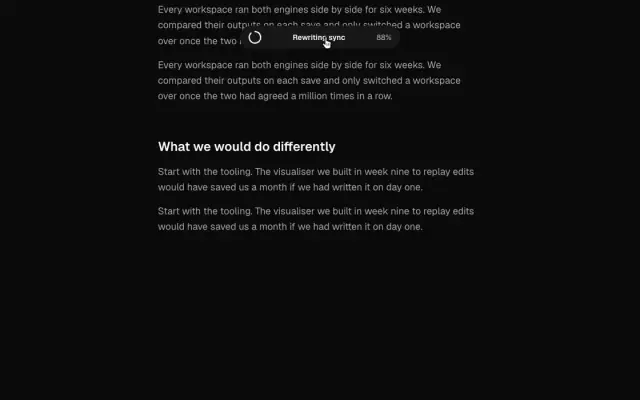 Every workspace ran both engines side by side for six weeks. We
compared their outputs on each save and only switched a workspace
over once the two
Rewriting sync
88%
Every workspace ran both engines side by side for six weeks. We
compared their outputs on each save and only switched a workspace
over once the two had agreed a million times in a row.
What we would do differently
Start with the tooling. The visualiser we built in week nine to replay edits
would have saved us a month if we had written it on day one.
Start with the tooling. The visualiser we built in week nine to replay edits
would have saved us a month if we had written it on day one.